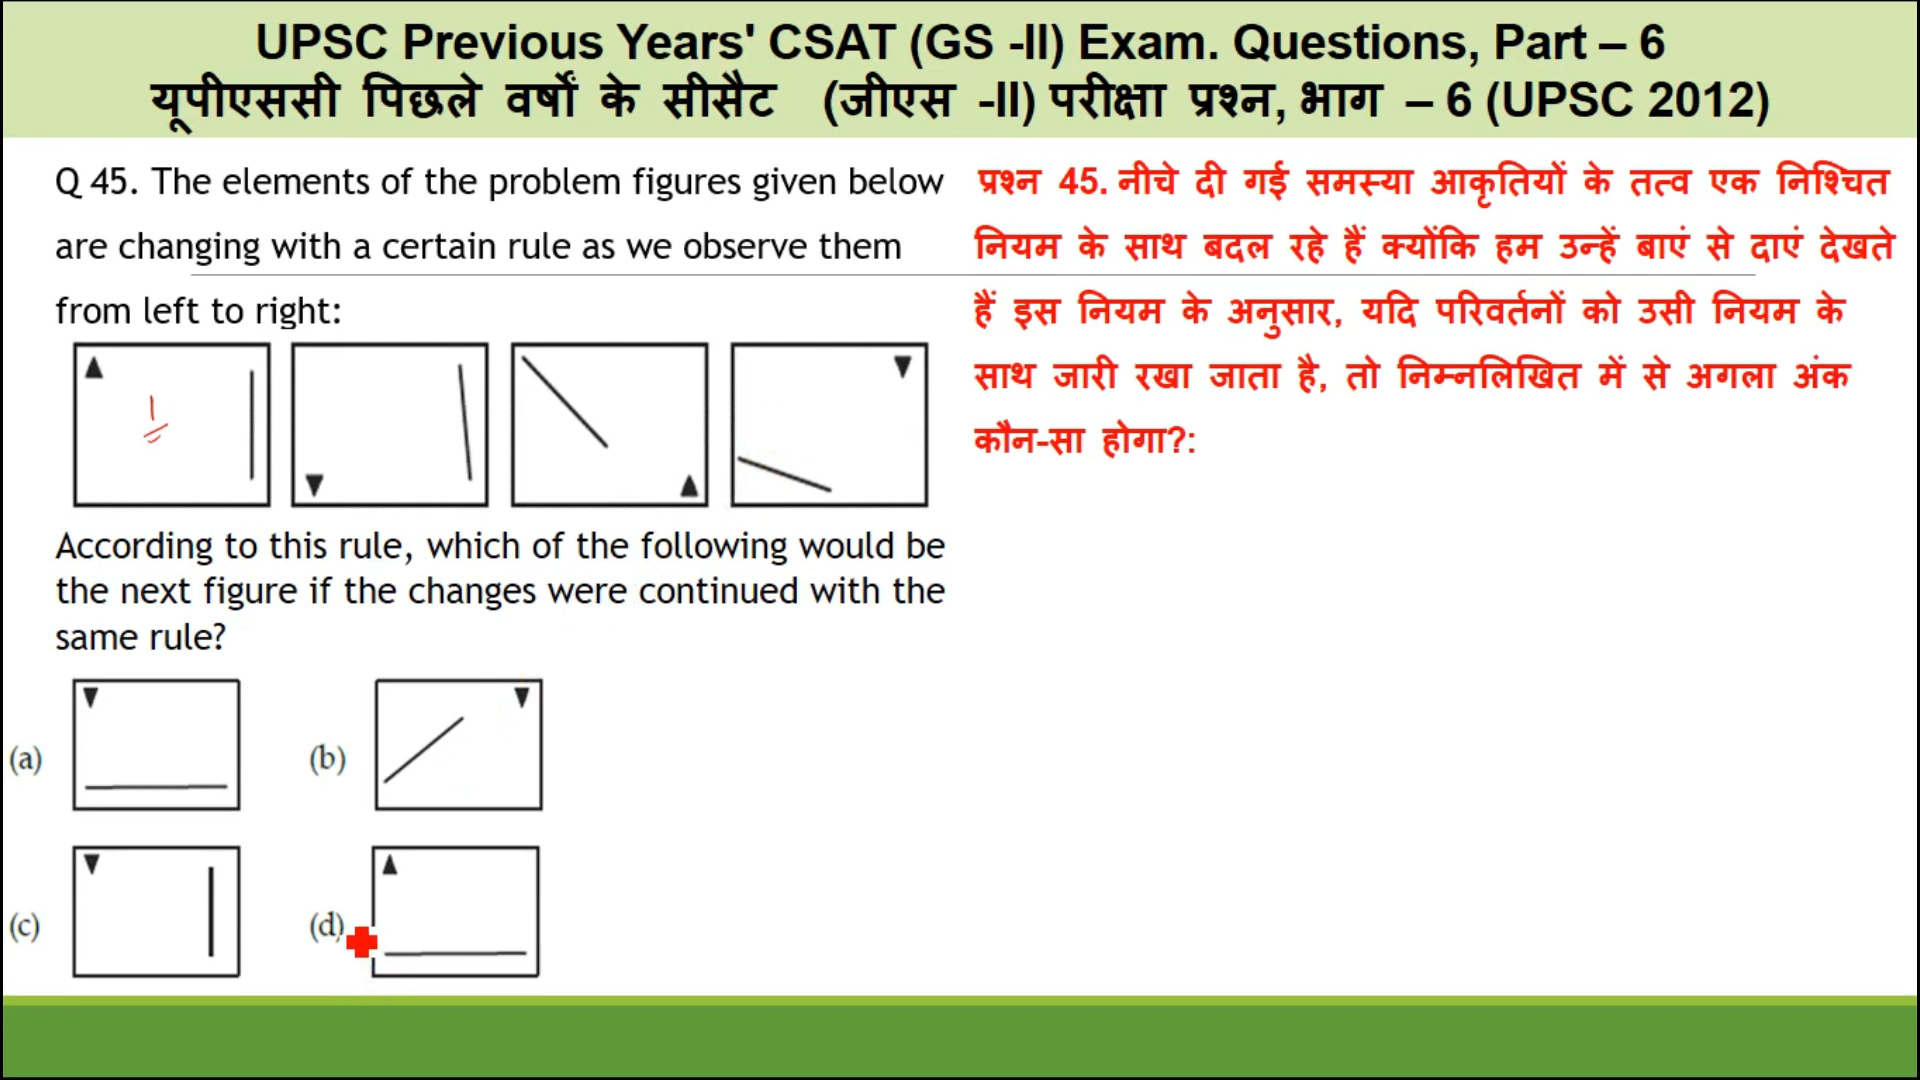 UPSC Previous Years' CSAT (GS -II) Exam. Questions, Part – 6
यूपीएससी पिछले वर्षों के सीसैट (जीएस -II) परीक्षा प्रश्न, भाग – 6 (UPSC 2012)
Q 45. The elements of the problem figures given below
are changing with a certain rule as we observe them
from left to right:
1
According to this rule, which of the following would be
the next figure if the changes were continued with the
same rule?
(a)
(b)
(c)
(d)
प्रश्न 45. नीचे दी गई समस्या आकृतियों के तत्व एक निश्चित
नियम के साथ बदल रहे हैं क्योंकि हम उन्हें बाएं से दाएं देखते
हैं इस नियम के अनुसार, यदि परिवर्तनों को उसी नियम के
साथ जारी रखा जाता है, तो निम्नलिखित में से अगला अंक
कौन-सा होगा?: